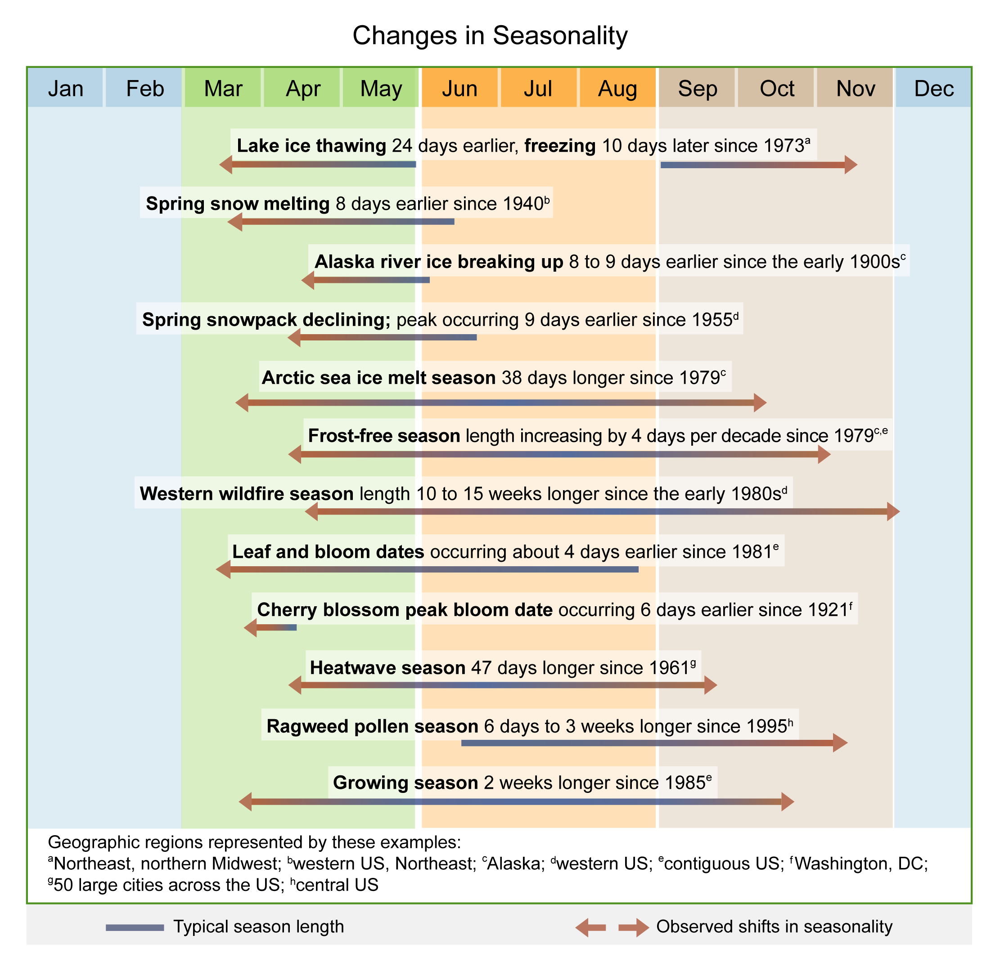 Changes in Seasonality
Jan Feb Mar Apr May Jun Jul Aug Sep Oct Nov Dec
Lake ice thawing 24 days earlier, freezing 10 days later since 1973ᵃ
Spring snow melting 8 days earlier since 1940ᵇ
Alaska river ice breaking up 8 to 9 days earlier since the early 1900sᶜ
Spring snowpack declining; peak occurring 9 days earlier since 1955ᵈ
Arctic sea ice melt season 38 days longer since 1979ᶜ
Frost-free season length increasing by 4 days per decade since 1979ᶜ,ᵉ
Western wildfire season length 10 to 15 weeks longer since the early 1980sᵈ
Leaf and bloom dates occurring about 4 days earlier since 1981ᵉ
Cherry blossom peak bloom date occurring 6 days earlier since 1921ᶠ
Heatwave season 47 days longer since 1961ᵍ
Ragweed pollen season 6 days to 3 weeks longer since 1995ʰ
Growing season 2 weeks longer since 1985ᵉ
Geographic regions represented by these examples:
ᵃNortheast, northern Midwest; ᵇwestern US, Northeast; ᶜAlaska; ᵈwestern US; ᵉcontiguous US; ᶠWashington, DC;
ᵍ50 large cities across the US; ʰcentral US
Typical season length
Observed shifts in seasonality